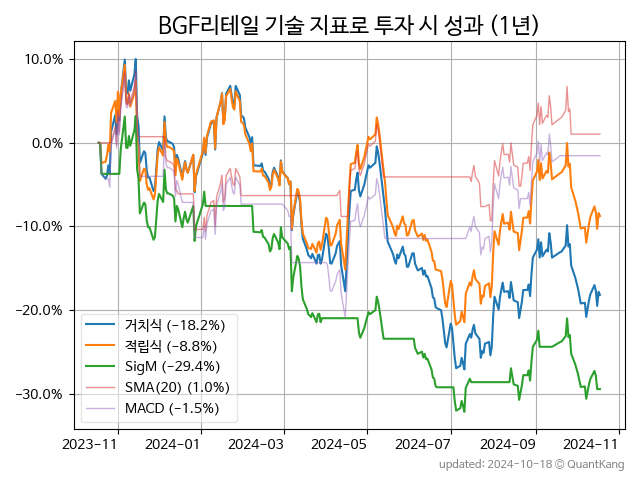 BGF리테일 기술 지표로 투자 시 성과 (1년)
10.0%
0.0%
−10.0%
−20.0%
−30.0%
거치식 (−18.2%)
적립식 (−8.8%)
SigM (−29.4%)
SMA(20) (1.0%)
MACD (−1.5%)
2023-11
2024-01
2024-03
2024-05
2024-07
2024-09
2024-11
updated: 2024-10-18 © QuantKang